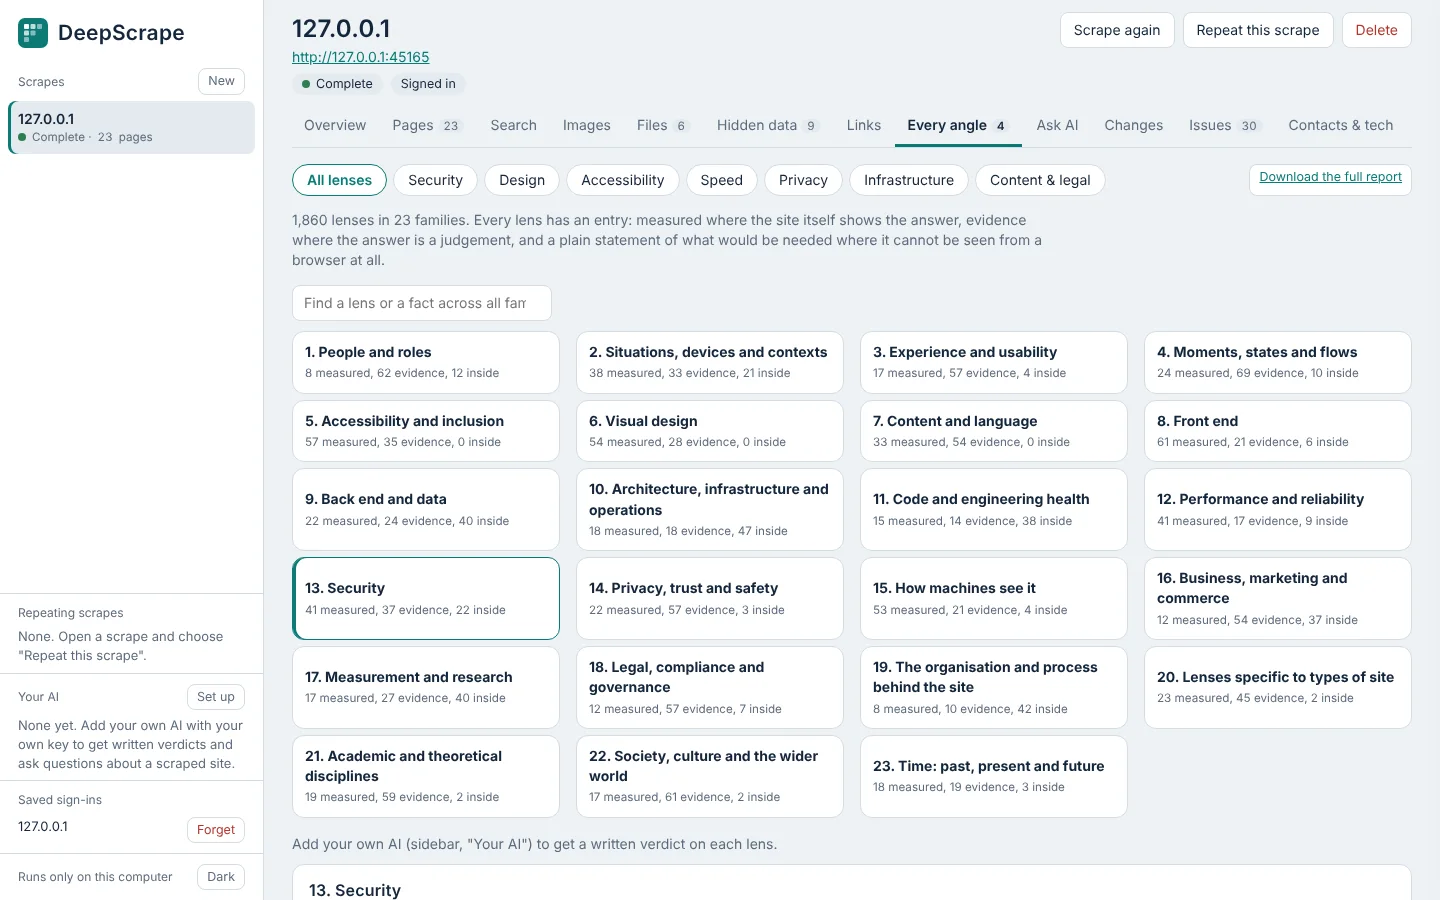 DeepScrape
Scrapes
New
127.0.0.1
Complete · 23 pages
Repeating scrapes
None. Open a scrape and choose
"Repeat this scrape".
Your AI
Set up
None yet. Add your own AI with your
own key to get written verdicts and
ask questions about a scraped site.
Saved sign-ins
127.0.0.1
Forget
Runs only on this computer
Dark
127.0.0.1
http://127.0.0.1:45165
Complete
Signed in
Scrape again
Repeat this scrape
Delete
Overview
Pages 23
Search
Images
Files 6
Hidden data 9
Links
Every angle 4
Ask AI
Changes
Issues 30
Contacts & tech
All lenses
Security
Design
Accessibility
Speed
Privacy
Infrastructure
Content & legal
Download the full report
1,860 lenses in 23 families. Every lens has an entry: measured where the site itself shows the answer, evidence
where the answer is a judgement, and a plain statement of what would be needed where it cannot be seen from a
browser at all.
Find a lens or a fact across all fam
1. People and roles
8 measured, 62 evidence, 12 inside
2. Situations, devices and contexts
38 measured, 33 evidence, 21 inside
3. Experience and usability
17 measured, 57 evidence, 4 inside
4. Moments, states and flows
24 measured, 69 evidence, 10 inside
5. Accessibility and inclusion
57 measured, 35 evidence, 0 inside
6. Visual design
54 measured, 28 evidence, 0 inside
7. Content and language
33 measured, 54 evidence, 0 inside
8. Front end
61 measured, 21 evidence, 6 inside
9. Back end and data
22 measured, 24 evidence, 40 inside
10. Architecture, infrastructure and
operations
18 measured, 18 evidence, 47 inside
11. Code and engineering health
15 measured, 14 evidence, 38 inside
12. Performance and reliability
41 measured, 17 evidence, 9 inside
13. Security
41 measured, 37 evidence, 22 inside
14. Privacy, trust and safety
22 measured, 57 evidence, 3 inside
15. How machines see it
53 measured, 21 evidence, 4 inside
16. Business, marketing and
commerce
12 measured, 54 evidence, 37 inside
17. Measurement and research
17 measured, 27 evidence, 40 inside
18. Legal, compliance and
governance
12 measured, 57 evidence, 7 inside
19. The organisation and process
behind the site
8 measured, 10 evidence, 42 inside
20. Lenses specific to types of site
23 measured, 45 evidence, 2 inside
21. Academic and theoretical
disciplines
19 measured, 59 evidence, 2 inside
22. Society, culture and the wider
world
17 measured, 61 evidence, 2 inside
23. Time: past, present and future
18 measured, 19 evidence, 3 inside
Add your own AI (sidebar, "Your AI") to get a written verdict on each lens.
13. Security